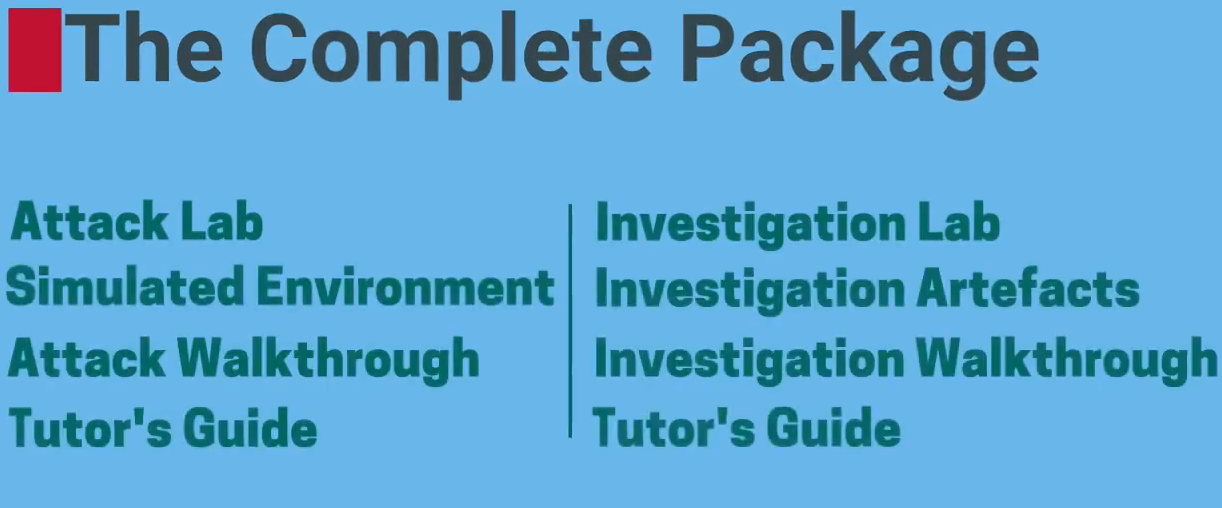 The Complete Package
Attack Lab
Simulated Environment
Attack Walkthrough
Tutor's Guide
Investigation Lab
Investigation Artefacts
Investigation Walkthrough
Tutor's Guide